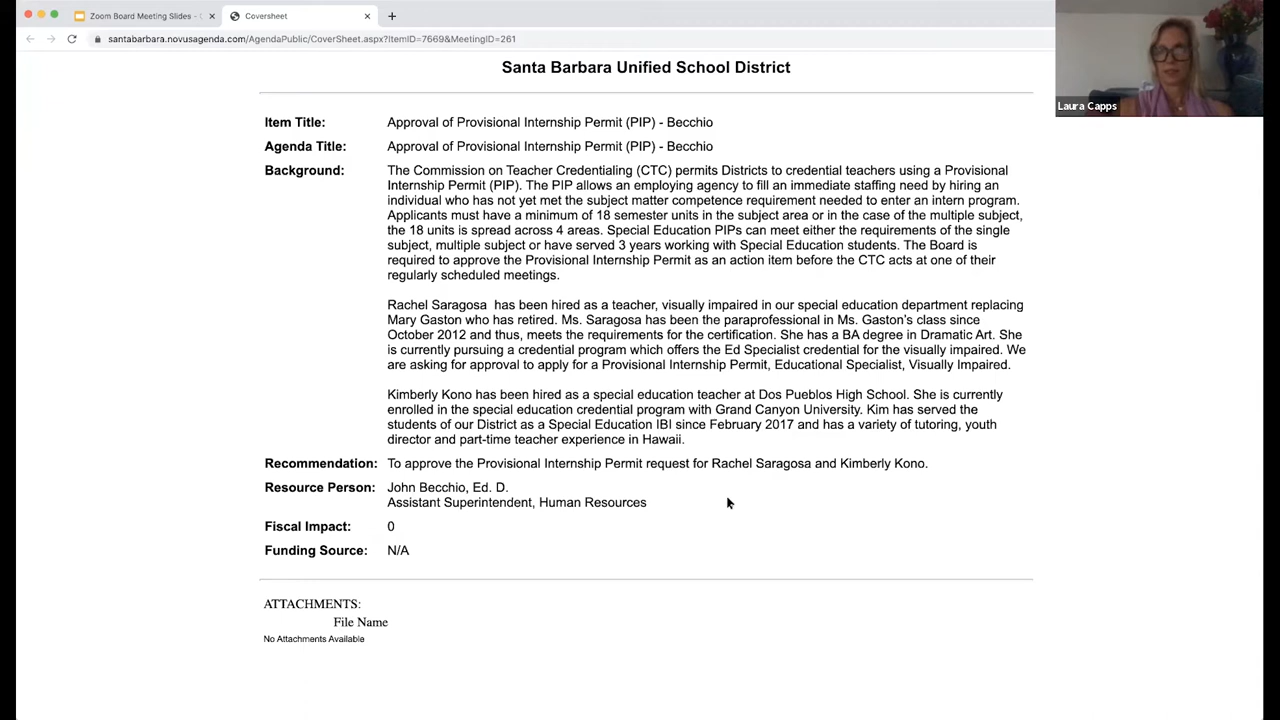 Zoom Board Meeting Slides -
Coversheet
santabarbara.novusagenda.com/AgendaPublic/CoverSheet.aspx?ItemID=7669&MeetingID=261
Laura Capps
Santa Barbara Unified School District
Item Title: Approval of Provisional Internship Permit (PIP) - Becchio
Agenda Title: Approval of Provisional Internship Permit (PIP) - Becchio
Background: The Commission on Teacher Credentialing (CTC) permits Districts to credential teachers using a Provisional
Internship Permit (PIP). The PIP allows an employing agency to fill an immediate staffing need by hiring an
individual who has not yet met the subject matter competence requirement needed to enter an intern program.
Applicants must have a minimum of 18 semester units in the subject area or in the case of the multiple subject,
the 18 units is spread across 4 areas. Special Education PIPs can meet either the requirements of the single
subject, multiple subject or have served 3 years working with Special Education students. The Board is
required to approve the Provisional Internship Permit as an action item before the CTC acts at one of their
regularly scheduled meetings.
Rachel Saragosa has been hired as a teacher, visually impaired in our special education department replacing
Mary Gaston who has retired. Ms. Saragosa has been the paraprofessional in Ms. Gaston's class since
October 2012 and thus, meets the requirements for the certification. She has a BA degree in Dramatic Art. She
is currently pursuing a credential program which offers the Ed Specialist credential for the visually impaired. We
are asking for approval to apply for a Provisional Internship Permit, Educational Specialist, Visually Impaired.
Kimberly Kono has been hired as a special education teacher at Dos Pueblos High School. She is currently
enrolled in the special education credential program with Grand Canyon University. Kim has served the
students of our District as a Special Education IBI since February 2017 and has a variety of tutoring, youth
director and part-time teacher experience in Hawaii.
Recommendation: To approve the Provisional Internship Permit request for Rachel Saragosa and Kimberly Kono.
Resource Person: John Becchio, Ed. D.
Assistant Superintendent, Human Resources
Fiscal Impact: 0
Funding Source: N/A
ATTACHMENTS:
File Name
No Attachments Available